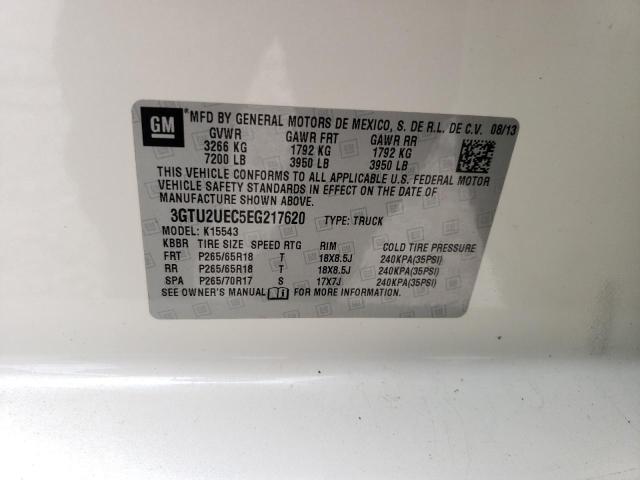 GM
*MFD BY GENERAL MOTORS DE MEXICO, S. DE R.L. DE C.V. 08/13
GVWR GAWR FRT GAWR RR
3266 KG 1792 KG 1792 KG
7200 LB 3950 LB 3950 LB
THIS VEHICLE CONFORMS TO ALL APPLICABLE U.S. FEDERAL MOTOR
VEHICLE SAFETY STANDARDS IN EFFECT ON THE DATE OF
MANUFACTURE SHOWN ABOVE.
3GTU2UEC5EG217620 TYPE: TRUCK
MODEL: K15543
KBBR TIRE SIZE SPEED RTG RIM COLD TIRE PRESSURE
FRT P265/65R18 T 18X8.5J 240KPA(35PSI)
RR P265/65R18 T 18X8.5J 240KPA(35PSI)
SPA P265/70R17 S 17X7J 240KPA(35PSI)
SEE OWNER'S MANUAL FOR MORE INFORMATION.